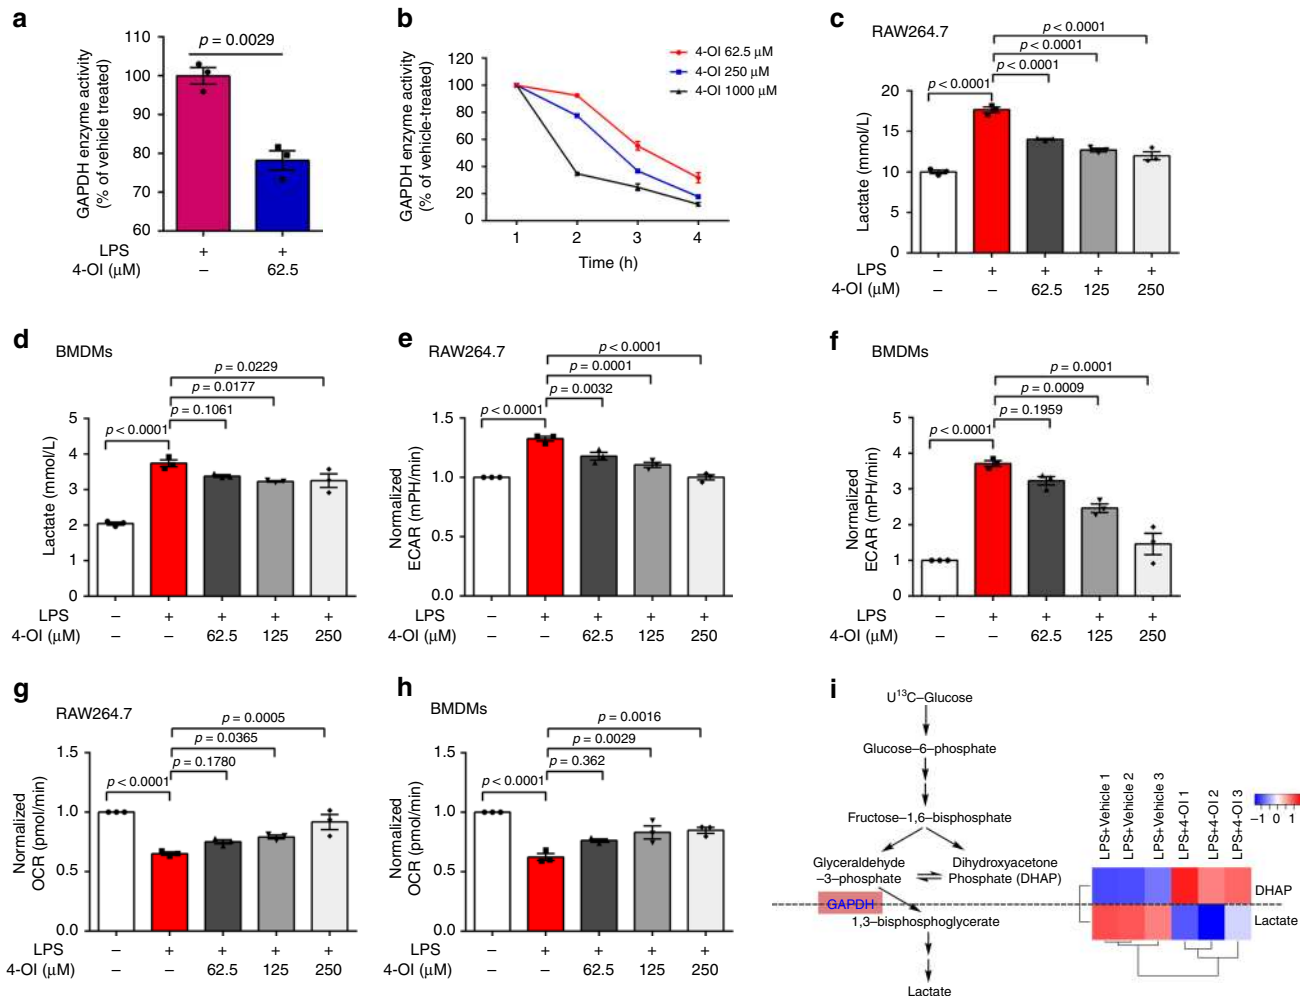 a
GAPDH enzyme activity
(% of vehicle treated)
110
100
90
80
70
60
p = 0.0029
LPS + +
4-OI (μM) – 62.5
b
GAPDH enzyme activity
(% of vehicle-treated)
120
100
80
60
40
20
0
1 2 3 4
Time (h)
4-OI 62.5 μM
4-OI 250 μM
4-OI 1000 μM
c
RAW264.7
p < 0.0001
p < 0.0001
p < 0.0001
p < 0.0001
Lactate (mmol/L)
20
15
10
5
0
LPS – + + + +
4-OI (μM) – – 62.5 125 250
d
BMDMs
p = 0.0229
p = 0.0177
p = 0.1061
p < 0.0001
Lactate (mmol/L)
5
4
3
2
1
0
LPS – + + + +
4-OI (μM) – – 62.5 125 250
e
RAW264.7
p < 0.0001
p = 0.0001
p = 0.0032
p < 0.0001
Normalized
ECAR (mPH/min)
1.5
1.0
0.5
0.0
LPS – + + + +
4-OI (μM) – – 62.5 125 250
f
BMDMs
p = 0.0001
p = 0.0009
p = 0.1959
p < 0.0001
Normalized
ECAR (mPH/min)
5
4
3
2
1
0
LPS – + + + +
4-OI (μM) – – 62.5 125 250
g
RAW264.7
p = 0.0005
p = 0.0365
p = 0.1780
p < 0.0001
Normalized
OCR (pmol/min)
1.5
1.0
0.5
0.0
LPS – + + + +
4-OI (μM) – – 62.5 125 250
h
BMDMs
p = 0.0016
p = 0.0029
p = 0.362
p < 0.0001
Normalized
OCR (pmol/min)
1.5
1.0
0.5
0.0
LPS – + + + +
4-OI (μM) – – 62.5 125 250
i
U¹³C–Glucose
Glucose–6–phosphate
Fructose–1,6–bisphosphate
Glyceraldehyde
–3–phosphate
Dihydroxyacetone
Phosphate (DHAP)
GAPDH
1,3–bisphosphoglycerate
Lactate
LPS+Vehicle 1
LPS+Vehicle 2
LPS+Vehicle 3
LPS+4-OI 1
LPS+4-OI 2
LPS+4-OI 3
–1 0 1
DHAP
Lactate